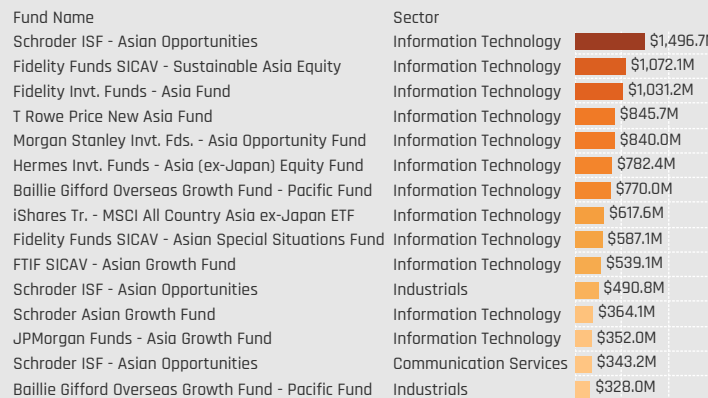 Fund Name Sector
Schroder ISF - Asian Opportunities Information Technology $1,496.7M
Fidelity Funds SICAV - Sustainable Asia Equity Information Technology $1,072.1M
Fidelity Invt. Funds - Asia Fund Information Technology $1,031.2M
T Rowe Price New Asia Fund Information Technology $845.7M
Morgan Stanley Invt. Fds. - Asia Opportunity Fund Information Technology $840.0M
Hermes Invt. Funds - Asia (ex-Japan) Equity Fund Information Technology $782.4M
Baillie Gifford Overseas Growth Fund - Pacific Fund Information Technology $770.0M
iShares Tr. - MSCI All Country Asia ex-Japan ETF Information Technology $617.6M
Fidelity Funds SICAV - Asian Special Situations Fund Information Technology $587.1M
FTIF SICAV - Asian Growth Fund Information Technology $539.1M
Schroder ISF - Asian Opportunities Industrials $490.8M
Schroder Asian Growth Fund Information Technology $364.1M
JPMorgan Funds - Asia Growth Fund Information Technology $352.0M
Schroder ISF - Asian Opportunities Communication Services $343.2M
Baillie Gifford Overseas Growth Fund - Pacific Fund Industrials $328.0M